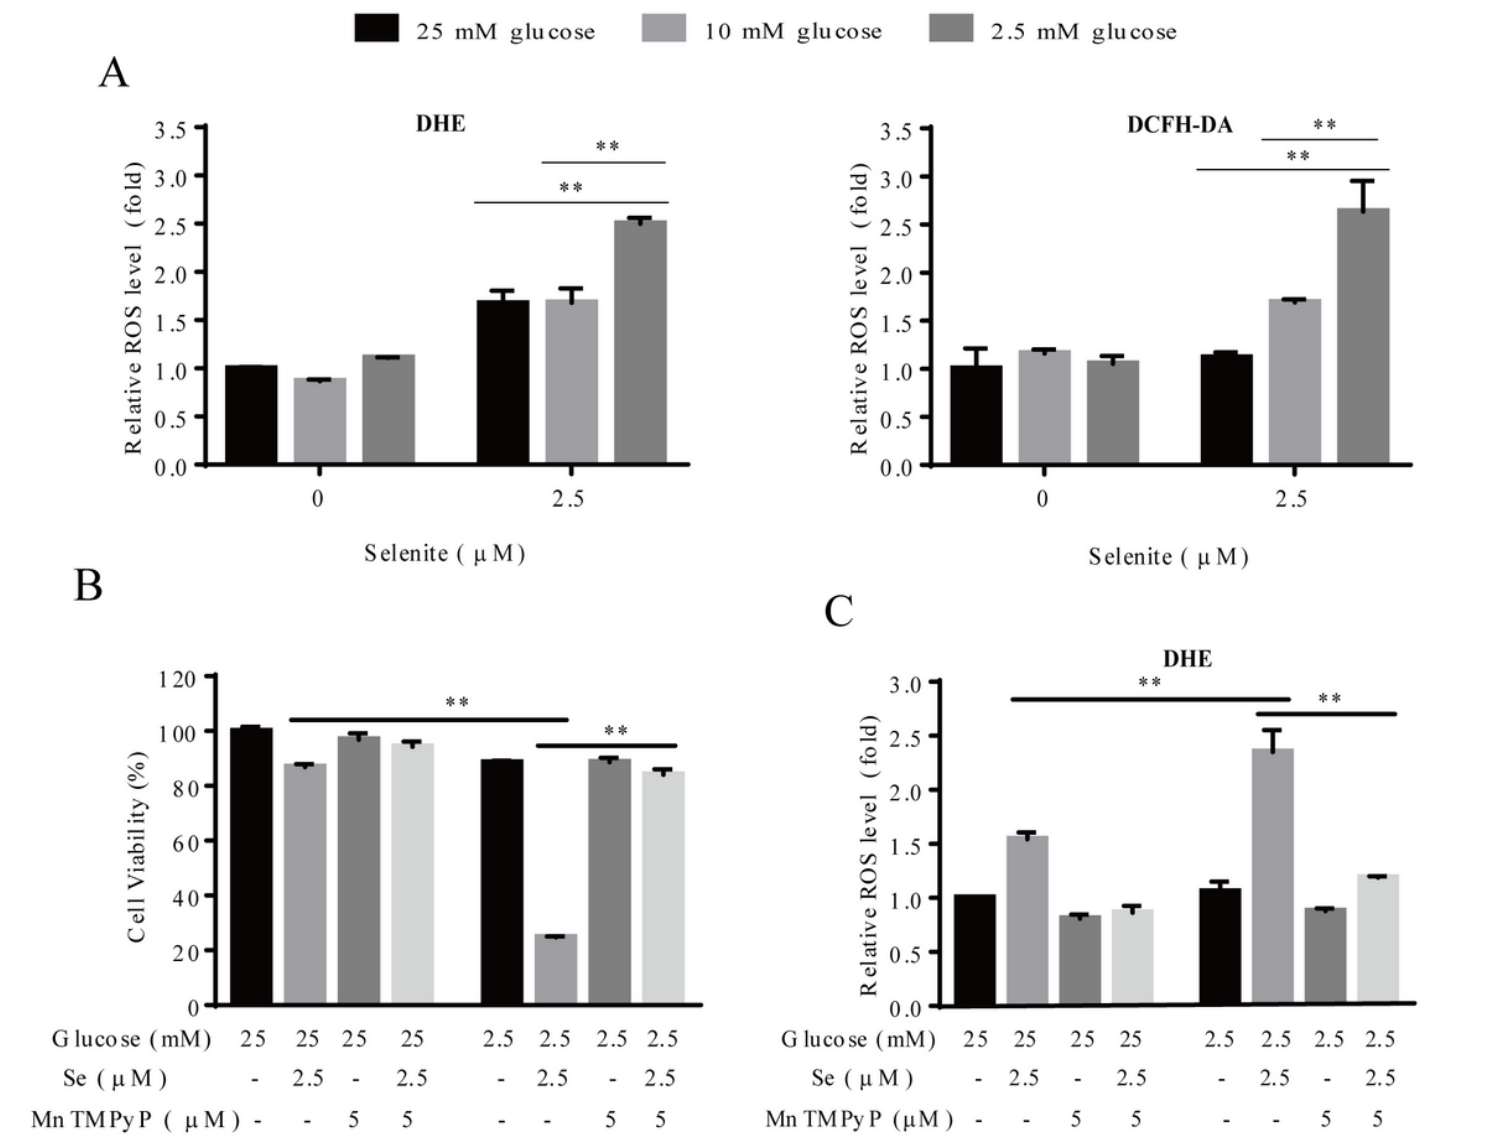 25 mM glucose 10 mM glucose 2.5 mM glucose
A
DHE
**
**
3.5
3.0
2.5
2.0
1.5
1.0
0.5
0.0
Relative ROS level (fold)
0 2.5
Selenite ( μM)
DCFH-DA
**
**
3.5
3.0
2.5
2.0
1.5
1.0
0.5
0.0
Relative ROS level (fold)
0 2.5
Selenite ( μM)
B
**
**
120
100
80
60
40
20
0
Cell Viability (%)
Glucose (mM) 25 25 25 25 2.5 2.5 2.5 2.5
Se ( μM) - 2.5 - 2.5 - 2.5 - 2.5
Mn TMPyP ( μM) - - 5 5 - - 5 5
C
DHE
**
**
3.0
2.5
2.0
1.5
1.0
0.5
0.0
Relative ROS level (fold)
Glucose (mM) 25 25 25 25 2.5 2.5 2.5 2.5
Se ( μM) - 2.5 - 2.5 - 2.5 - 2.5
Mn TMPyP (μM) - - 5 5 - - 5 5